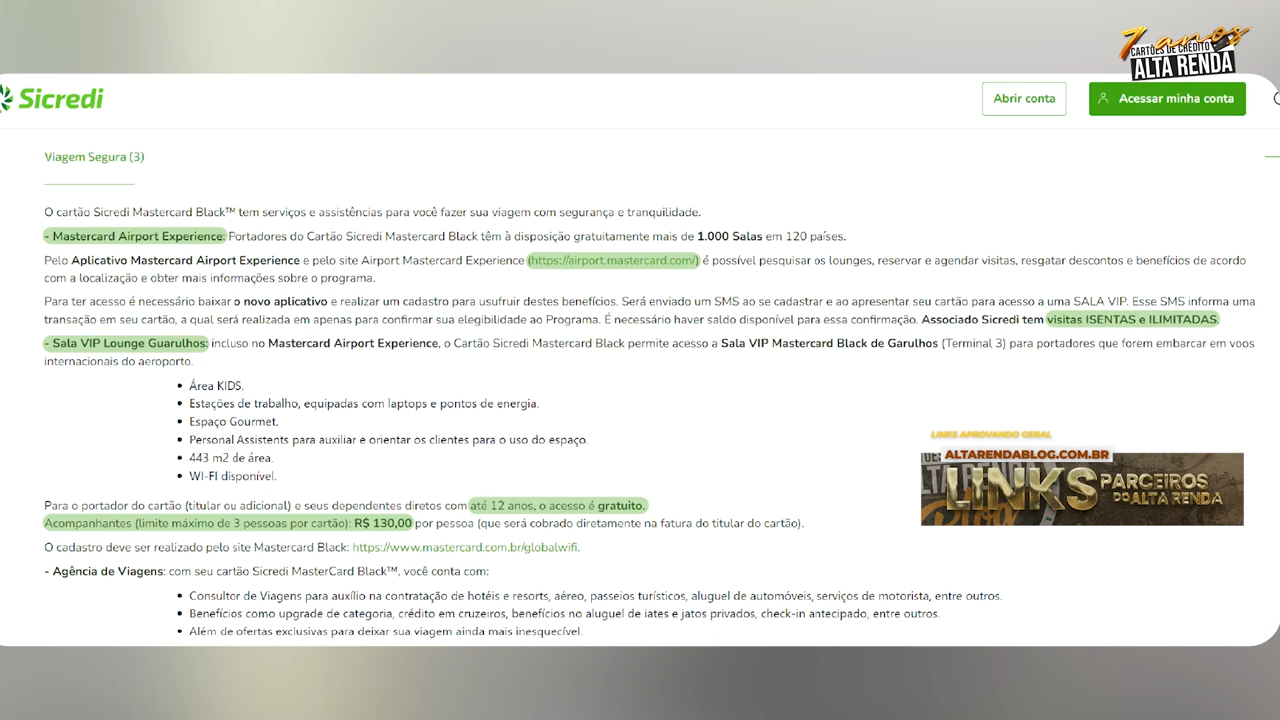 7 anos
CARTÕES DE CRÉDITO
ALTA RENDA
Sicredi
Abrir conta
Acessar minha conta
Viagem Segura (3)
O cartão Sicredi Mastercard Black™ tem serviços e assistências para você fazer sua viagem com segurança e tranquilidade.
- Mastercard Airport Experience: Portadores do Cartão Sicredi Mastercard Black têm à disposição gratuitamente mais de 1.000 Salas em 120 países.
Pelo Aplicativo Mastercard Airport Experience e pelo site Airport Mastercard Experience (https://airport.mastercard.com/) é possível pesquisar os lounges, reservar e agendar visitas, resgatar descontos e benefícios de acordo
com a localização e obter mais informações sobre o programa.
Para ter acesso é necessário baixar o novo aplicativo e realizar um cadastro para usufruir destes benefícios. Será enviado um SMS ao se cadastrar e ao apresentar seu cartão para acesso a uma SALA VIP. Esse SMS informa uma
transação em seu cartão, a qual será realizada em apenas para confirmar sua elegibilidade ao Programa. É necessário haver saldo disponível para essa confirmação. Associado Sicredi tem visitas ISENTAS e ILIMITADAS.
- Sala VIP Lounge Guarulhos: incluso no Mastercard Airport Experience, o Cartão Sicredi Mastercard Black permite acesso a Sala VIP Mastercard Black de Garulhos (Terminal 3) para portadores que forem embarcar em voos
internacionais do aeroporto.
• Área KIDS.
• Estações de trabalho, equipadas com laptops e pontos de energia.
• Espaço Gourmet.
• Personal Assistents para auxiliar e orientar os clientes para o uso do espaço.
• 443 m2 de área.
• WI-FI disponível.
Para o portador do cartão (titular ou adicional) e seus dependentes diretos com até 12 anos, o acesso é gratuito.
Acompanhantes (limite máximo de 3 pessoas por cartão): R$ 130,00 por pessoa (que será cobrado diretamente na fatura do titular do cartão).
O cadastro deve ser realizado pelo site Mastercard Black: https://www.mastercard.com.br/globalwifi.
- Agência de Viagens: com seu cartão Sicredi MasterCard Black™, você conta com:
• Consultor de Viagens para auxílio na contratação de hotéis e resorts, aéreo, passeios turísticos, aluguel de automóveis, serviços de motorista, entre outros.
• Benefícios como upgrade de categoria, crédito em cruzeiros, benefícios no aluguel de iates e jatos privados, check-in antecipado, entre outros.
• Além de ofertas exclusivas para deixar sua viagem ainda mais inesquecível.
LINKS APROVANDO GERAL
ALTARENDABLOG.COM.BR
LINKS PARCEIROS
DO ALTA RENDA